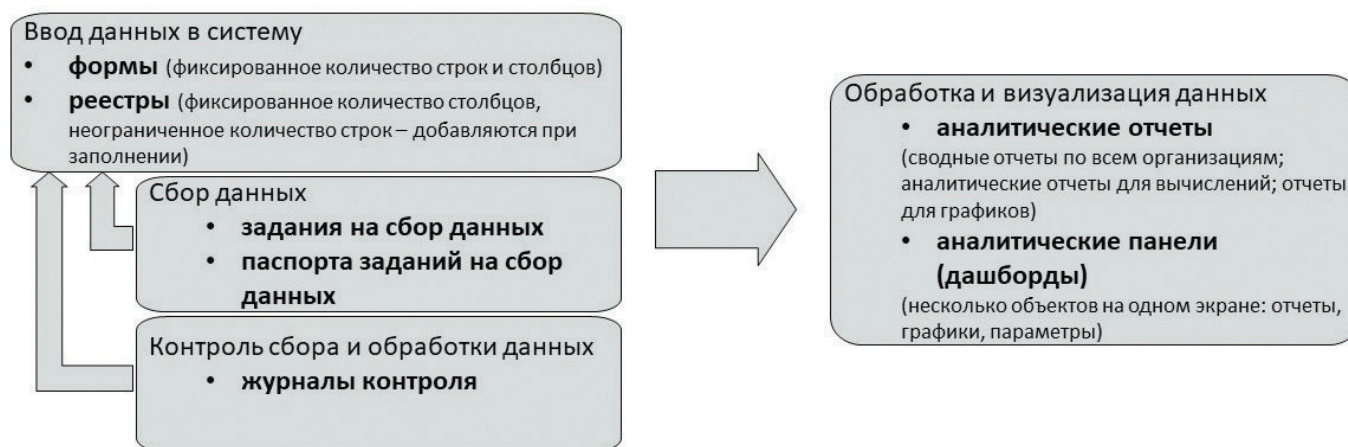 Ввод данных в систему
• формы (фиксированное количество строк и столбцов)
• реестры (фиксированное количество столбцов,
неограниченное количество строк – добавляются при
заполнении)
Сбор данных
• задания на сбор данных
• паспорта заданий на сбор
данных
Контроль сбора и обработки данных
• журналы контроля
Обработка и визуализация данных
• аналитические отчеты
(сводные отчеты по всем организациям;
аналитические отчеты для вычислений; отчеты
для графиков)
• аналитические панели
(дашборды)
(несколько объектов на одном экране: отчеты,
графики, параметры)